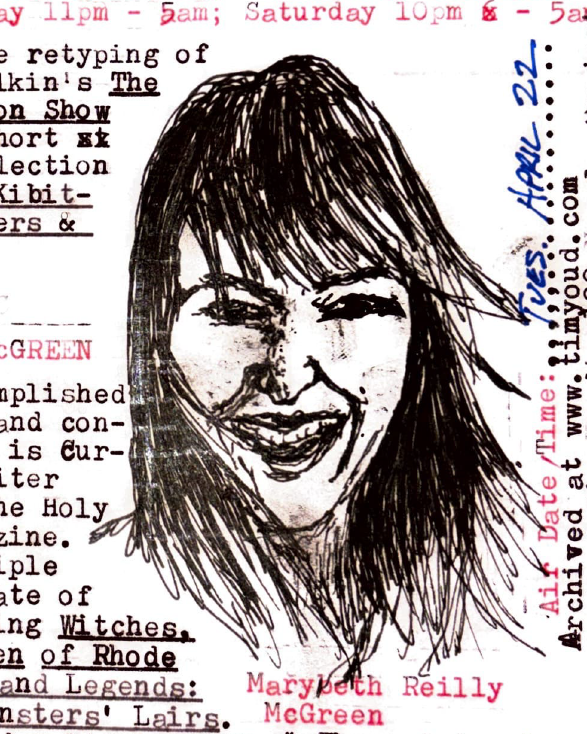 ay 11pm - 5am; Saturday 10pm - 5a
e retyping of
lkin's The
on Show
hort
lection
Kibit-
ers &
cGREEN
mplished
and con-
is Cur-
iter
he Holy
zine.
iple
ate of
ing Witches,
en of Rhode
and Legends:
nsters' Lairs.
Marybeth Reilly
McGreen
Air Date/Time:
TUES. APRIL 22
Archived at www.timyoud.com